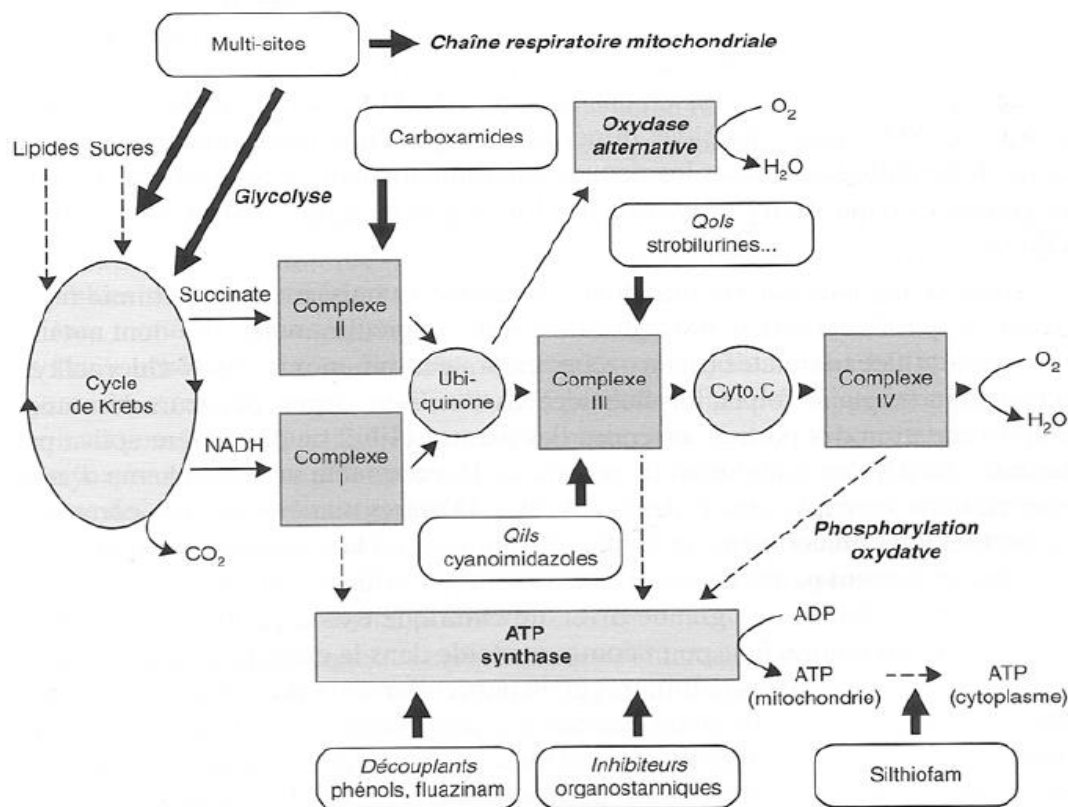 Multi-sites
Chaîne respiratoire mitochondriale
Carboxamides
Oxydase
alternative
O2
H2O
Lipides Sucres
Glycolyse
QoIs
strobilurines...
Succinate
Complexe
II
Cycle
de Krebs
Ubi-
quinone
Complexe
III
Cyto.C
Complexe
IV
O2
H2O
NADH
Complexe
I
CO2
QiIs
cyanoimidazoles
Phosphorylation
oxydatve
ATP
synthase
ADP
ATP
(mitochondrie)
ATP
(cytoplasme)
Découplants
phénols, fluazinam
Inhibiteurs
organostanniques
Silthiofam